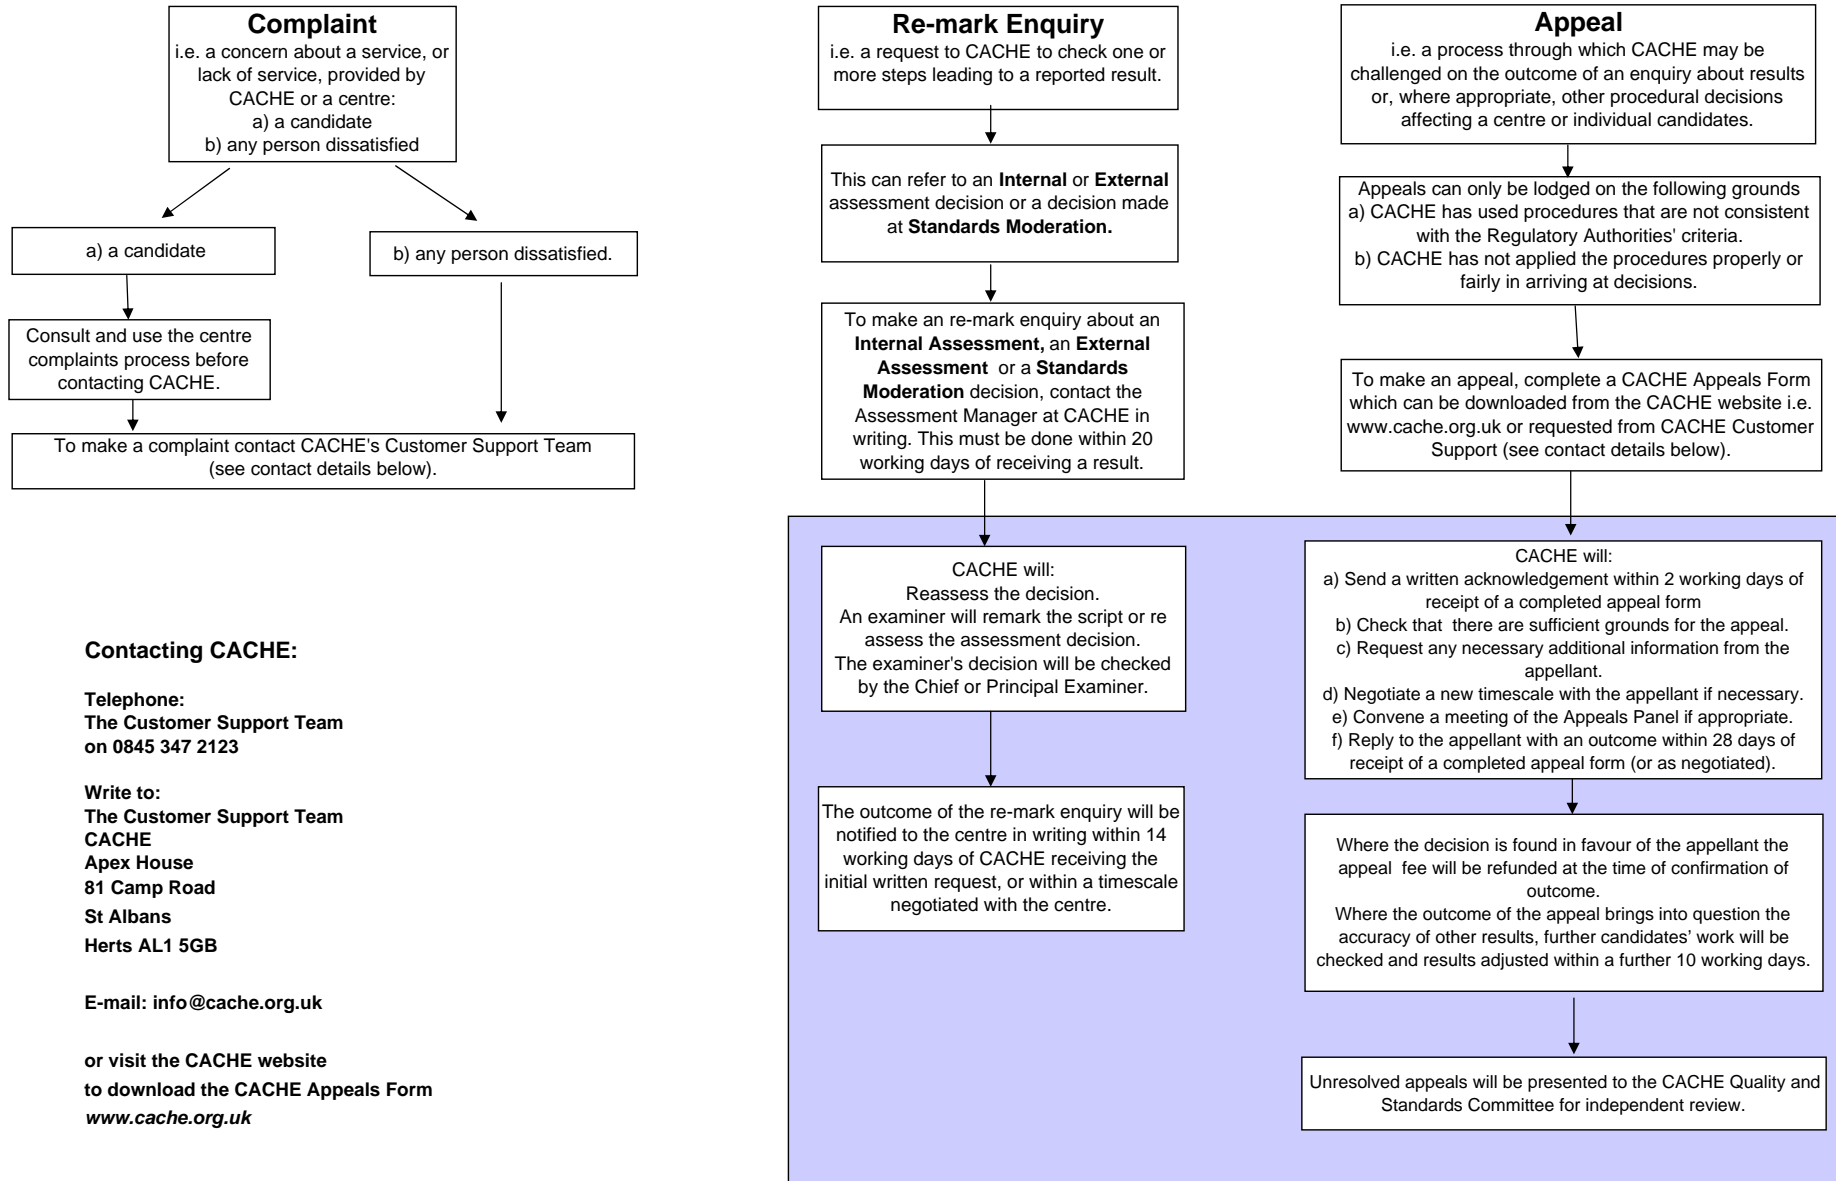 Complaint
i.e. a concern about a service, or
lack of service, provided by
CACHE or a centre:
a) a candidate
b) any person dissatisfied
a) a candidate
b) any person dissatisfied.
Consult and use the centre
complaints process before
contacting CACHE.
To make a complaint contact CACHE's Customer Support Team
(see contact details below).
Re-mark Enquiry
i.e. a request to CACHE to check one or
more steps leading to a reported result.
This can refer to an Internal or External
assessment decision or a decision made
at Standards Moderation.
To make an re-mark enquiry about an
Internal Assessment, an External
Assessment or a Standards
Moderation decision, contact the
Assessment Manager at CACHE in
writing. This must be done within 20
working days of receiving a result.
CACHE will:
Reassess the decision.
An examiner will remark the script or re
assess the assessment decision.
The examiner's decision will be checked
by the Chief or Principal Examiner.
The outcome of the re-mark enquiry will be
notified to the centre in writing within 14
working days of CACHE receiving the
initial written request, or within a timescale
negotiated with the centre.
Appeal
i.e. a process through which CACHE may be
challenged on the outcome of an enquiry about results
or, where appropriate, other procedural decisions
affecting a centre or individual candidates.
Appeals can only be lodged on the following grounds
a) CACHE has used procedures that are not consistent
with the Regulatory Authorities' criteria.
b) CACHE has not applied the procedures properly or
fairly in arriving at decisions.
To make an appeal, complete a CACHE Appeals Form
which can be downloaded from the CACHE website i.e.
www.cache.org.uk or requested from CACHE Customer
Support (see contact details below).
CACHE will:
a) Send a written acknowledgement within 2 working days of
receipt of a completed appeal form
b) Check that there are sufficient grounds for the appeal.
c) Request any necessary additional information from the
appellant.
d) Negotiate a new timescale with the appellant if necessary.
e) Convene a meeting of the Appeals Panel if appropriate.
f) Reply to the appellant with an outcome within 28 days of
receipt of a completed appeal form (or as negotiated).
Where the decision is found in favour of the appellant the
appeal fee will be refunded at the time of confirmation of
outcome.
Where the outcome of the appeal brings into question the
accuracy of other results, further candidates’ work will be
checked and results adjusted within a further 10 working days.
Unresolved appeals will be presented to the CACHE Quality and
Standards Committee for independent review.
Contacting CACHE:
Telephone:
The Customer Support Team
on 0845 347 2123
Write to:
The Customer Support Team
CACHE
Apex House
81 Camp Road
St Albans
Herts AL1 5GB
E-mail: info@cache.org.uk
or visit the CACHE website
to download the CACHE Appeals Form
www.cache.org.uk